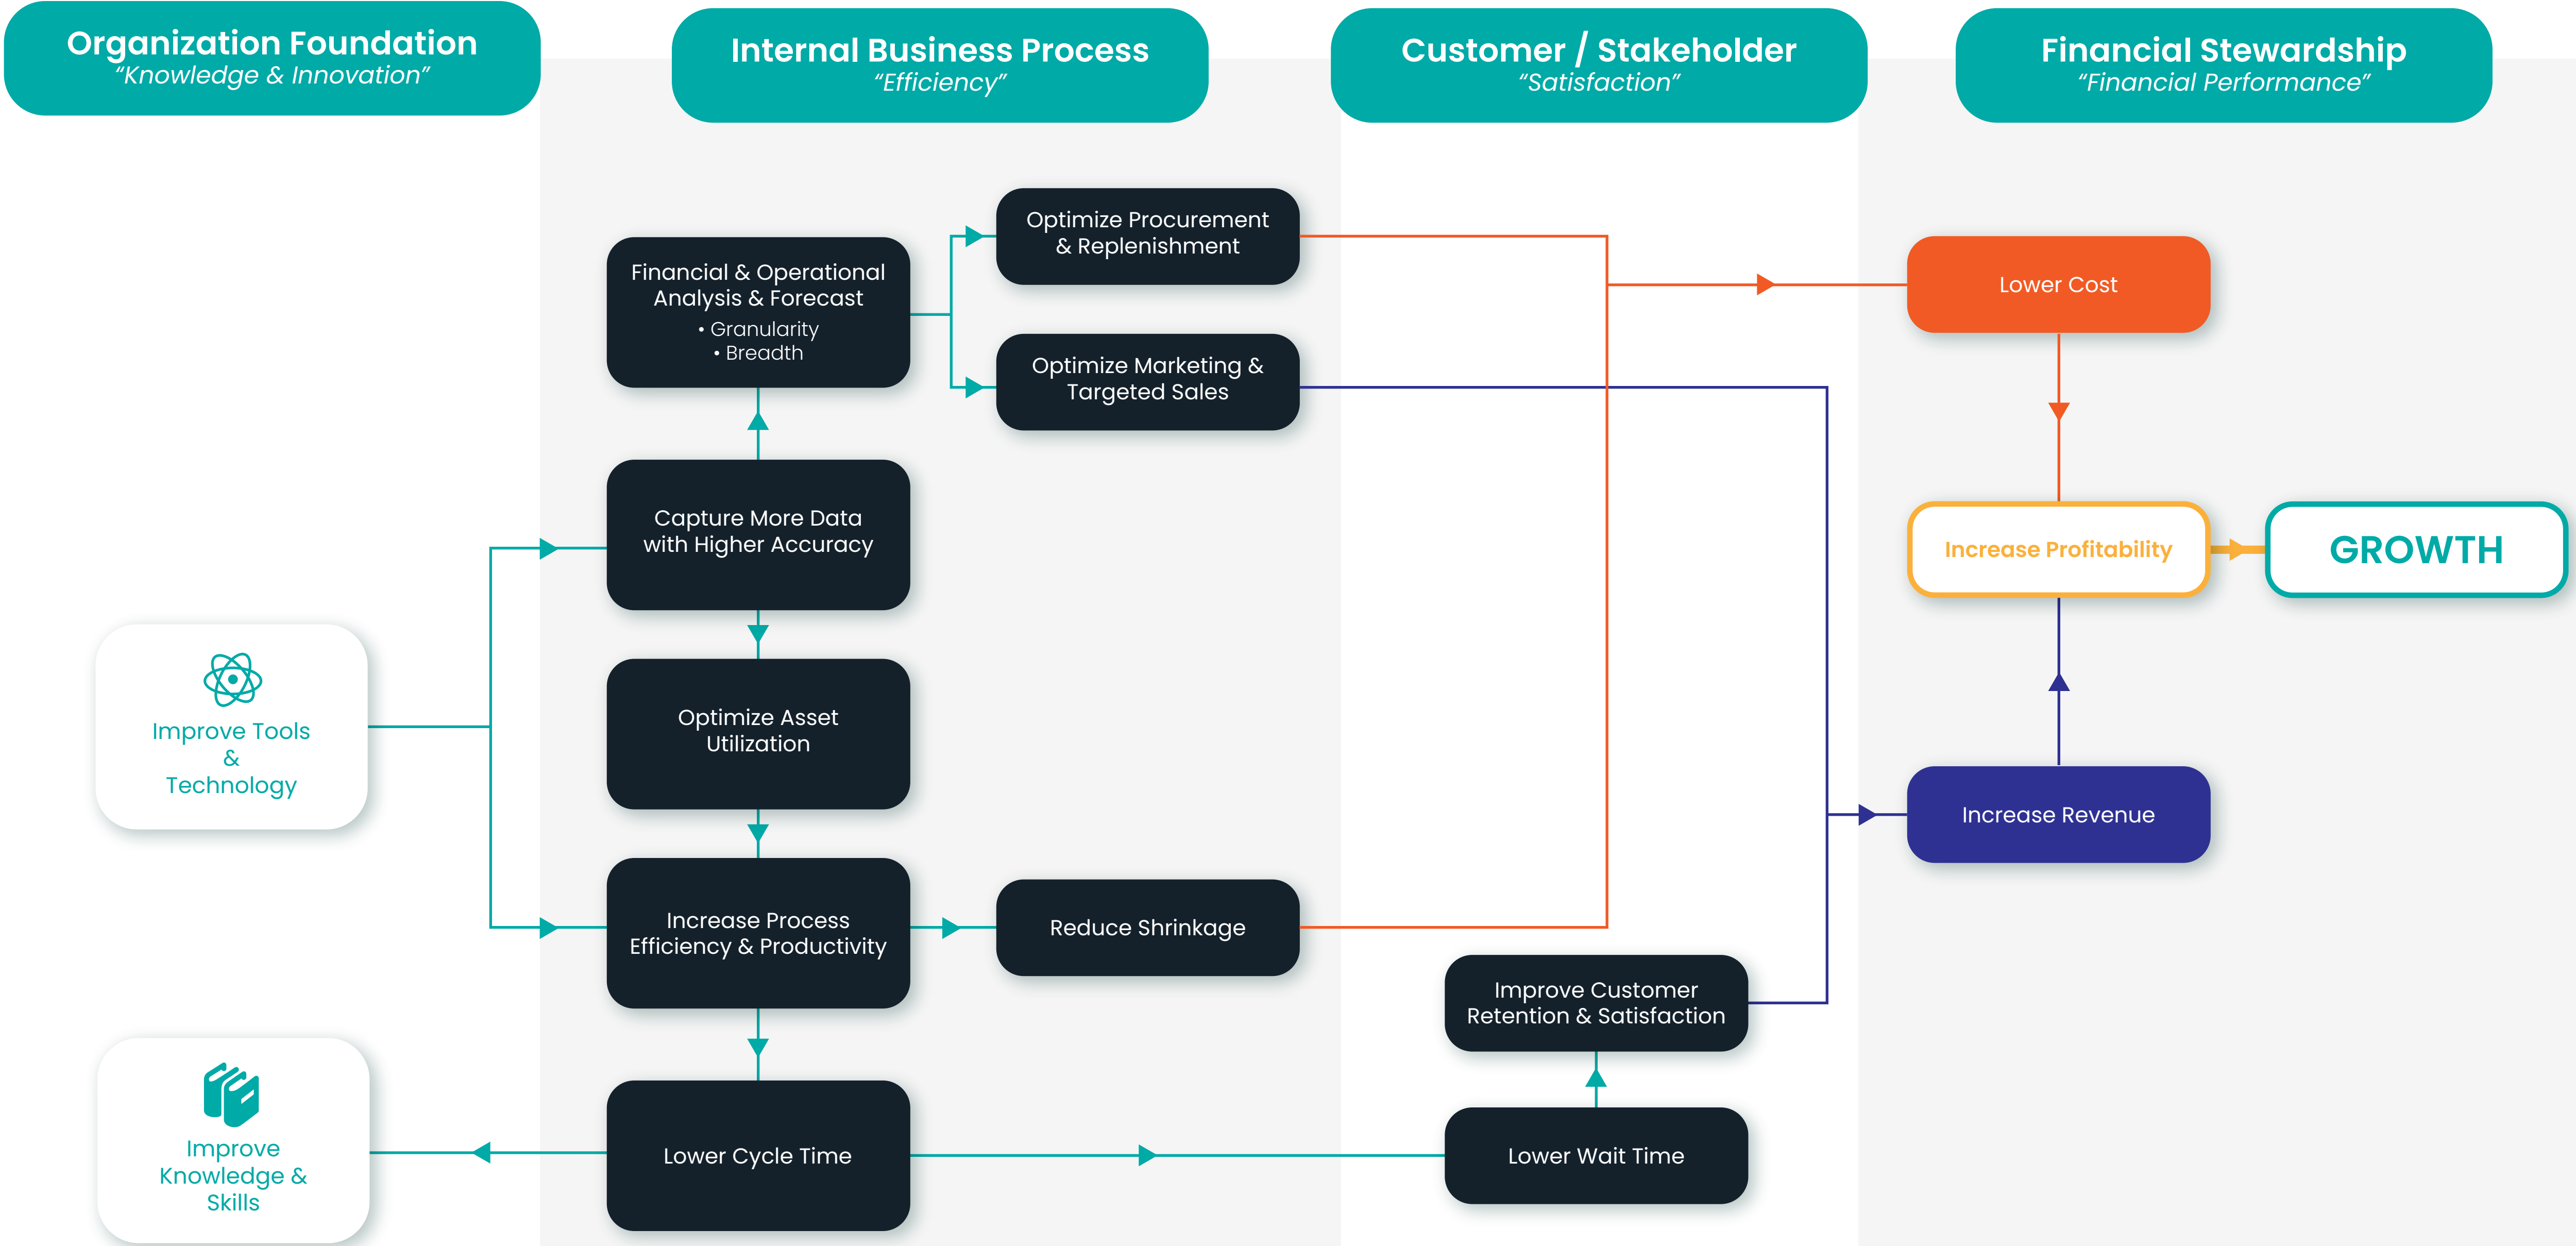 Organization Foundation
“Knowledge & Innovation”
Internal Business Process
“Efficiency”
Customer / Stakeholder
“Satisfaction”
Financial Stewardship
“Financial Performance”
Optimize Procurement
& Replenishment
Financial & Operational
Analysis & Forecast
• Granularity
• Breadth
Lower Cost
Optimize Marketing &
Targeted Sales
Capture More Data
with Higher Accuracy
Increase Profitability
GROWTH
Improve Tools
&
Technology
Optimize Asset
Utilization
Increase Revenue
Increase Process
Efficiency & Productivity
Reduce Shrinkage
Improve Customer
Retention & Satisfaction
Improve
Knowledge &
Skills
Lower Cycle Time
Lower Wait Time